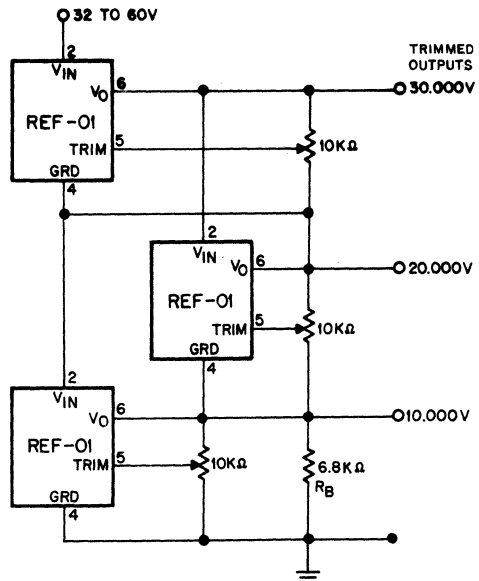 32 TO 60V
2
VIN
TRIMMED
OUTPUTS
VO
6
30.000V
REF-01
5
TRIM
10KΩ
GRD
4
2
VIN
VO
6
20.000V
REF-01
5
TRIM
10KΩ
GRD
4
2
VIN
VO
6
10.000V
REF-01
5
TRIM
10KΩ
6.8KΩ
RB
GRD
4